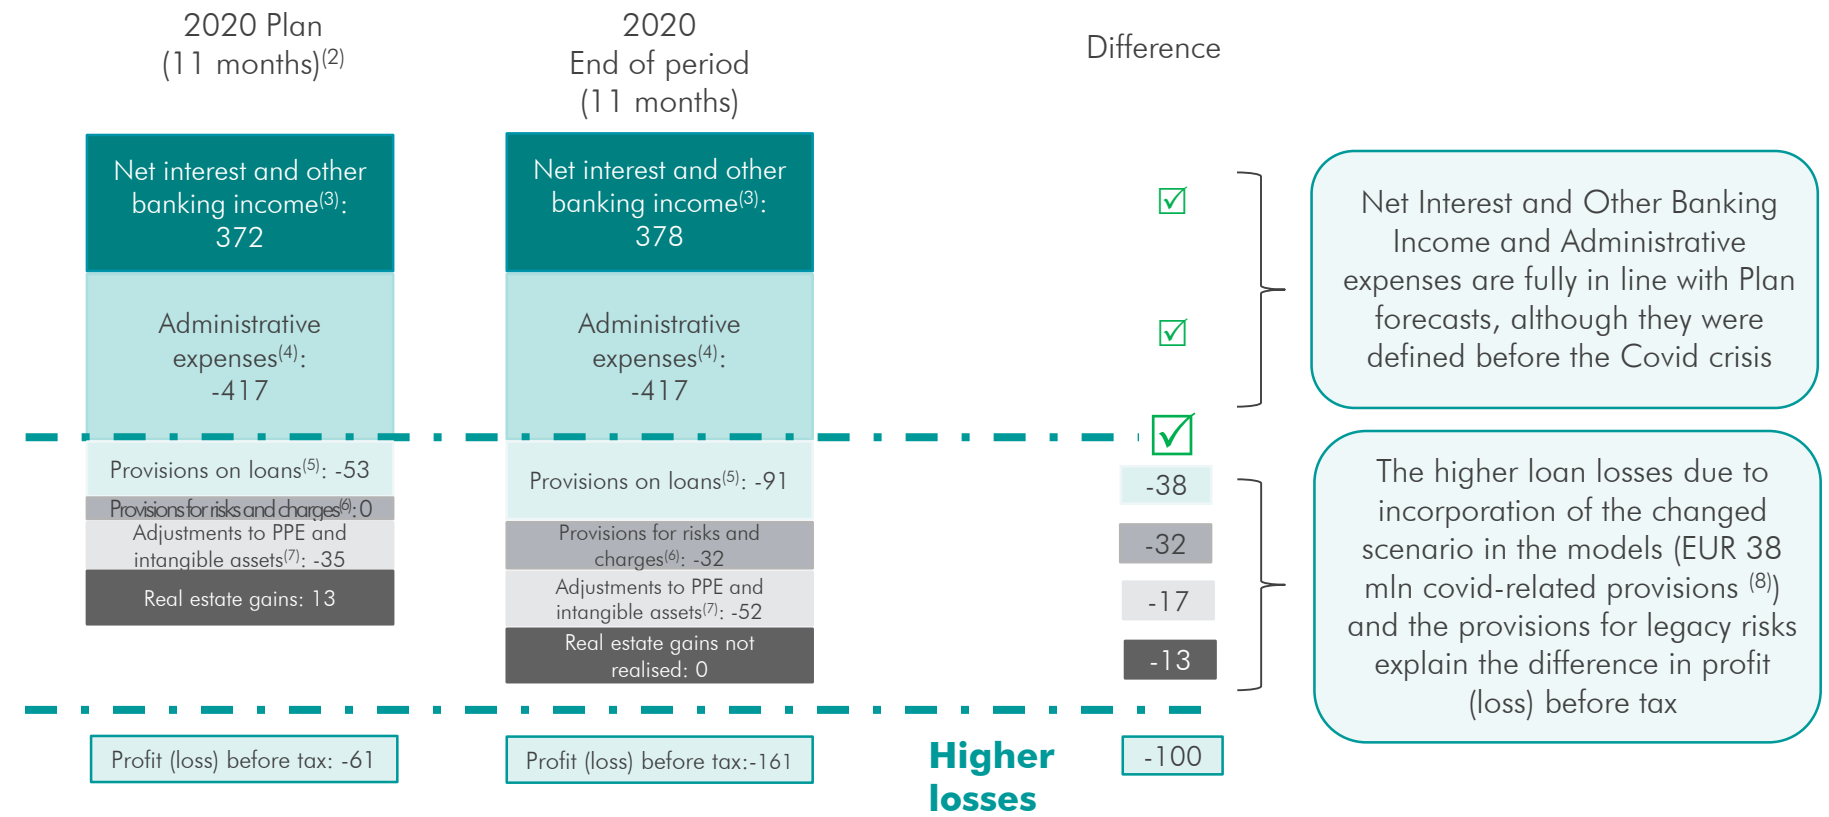 2020 Plan
(11 months)(2)
2020
End of period
(11 months)
Difference
Net interest and other
banking income(3):
372
Administrative
expenses(4):
-417
Provisions on loans(5): -53
Provisions for risks and charges(6): 0
Adjustments to PPE and
intangible assets(7): -35
Real estate gains: 13
Profit (loss) before tax: -61
Net interest and other
banking income(3):
378
Administrative
expenses(4):
-417
Provisions on loans(5): -91
Provisions for risks and
charges(6): -32
Adjustments to PPE and
intangible assets(7): -52
Real estate gains not
realised: 0
Profit (loss) before tax:-161
Higher
losses
-38
-32
-17
-13
-100
Net Interest and Other Banking
Income and Administrative
expenses are fully in line with Plan
forecasts, although they were
defined before the Covid crisis
The higher loan losses due to
incorporation of the changed
scenario in the models (EUR 38
mln covid-related provisions (8))
and the provisions for legacy risks
explain the difference in profit
(loss) before tax